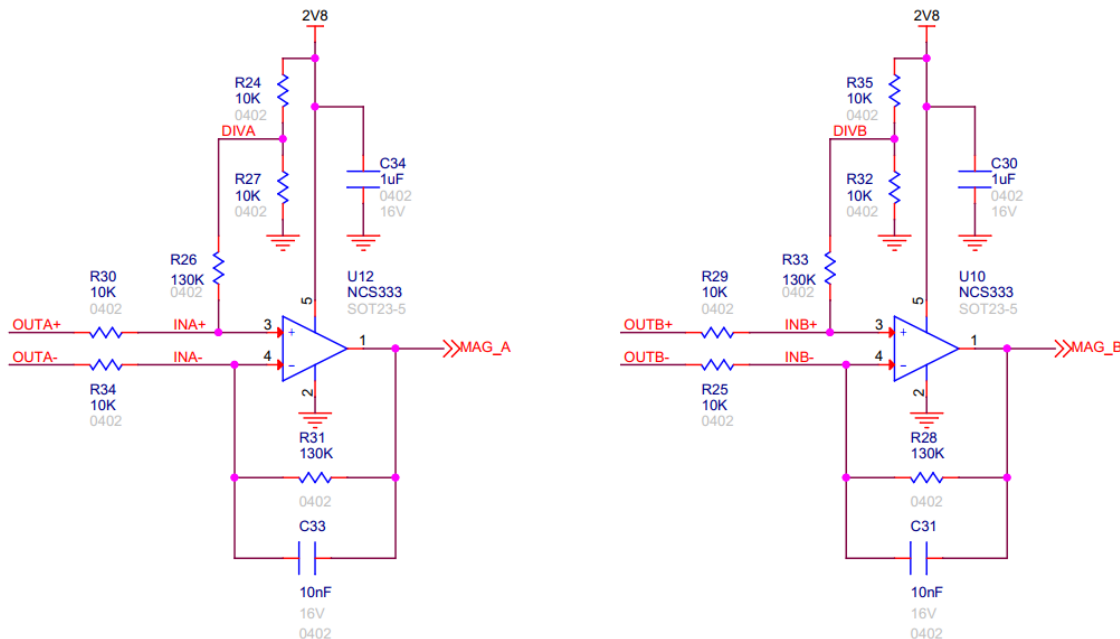 2V8
R24
10K
0402
DIVA
R27
10K
0402
C34
1uF
0402
16V
R26
130K
0402
R30
10K
0402
U12
NCS333
SOT23-5
5
OUTA+
INA+
3
+
1
MAG_A
OUTA-
INA-
4
−
2
R34
10K
0402
R31
130K
0402
C33
10nF
16V
0402
2V8
R35
10K
0402
DIVB
R32
10K
0402
C30
1uF
0402
16V
R33
130K
0402
R29
10K
0402
U10
NCS333
SOT23-5
5
OUTB+
INB+
3
+
1
MAG_B
OUTB-
INB-
4
−
2
R25
10K
0402
R28
130K
0402
C31
10nF
16V
0402